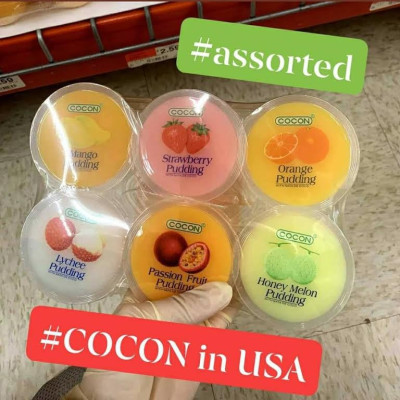 #assorted
COCON
Mango
Pudding
COCON
Strawberry
Pudding
COCON
Orange
Pudding
COCON
Lychee
Pudding
COCON
Passion Fruit
Pudding
COCON
Honey Melon
Pudding
#COCON in USA